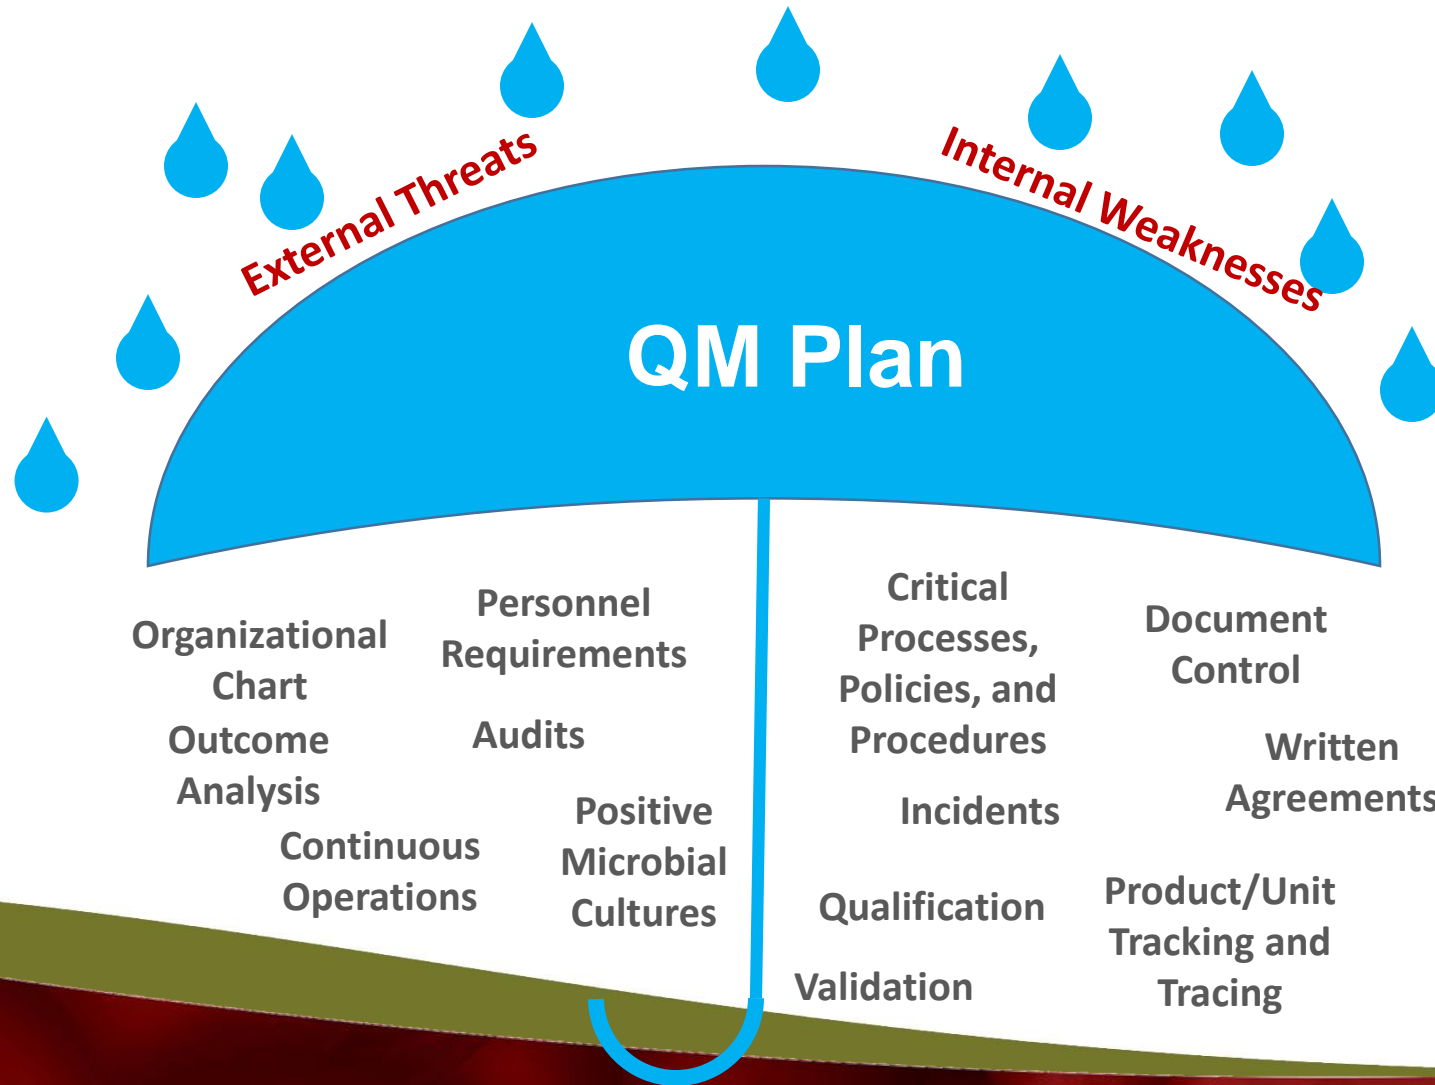 External Threats
Internal Weaknesses
QM Plan
Organizational
Chart
Personnel
Requirements
Critical
Processes,
Policies, and
Procedures
Document
Control
Outcome
Analysis
Audits
Written
Agreements
Continuous
Operations
Positive
Microbial
Cultures
Incidents
Qualification
Product/Unit
Tracking and
Tracing
Validation